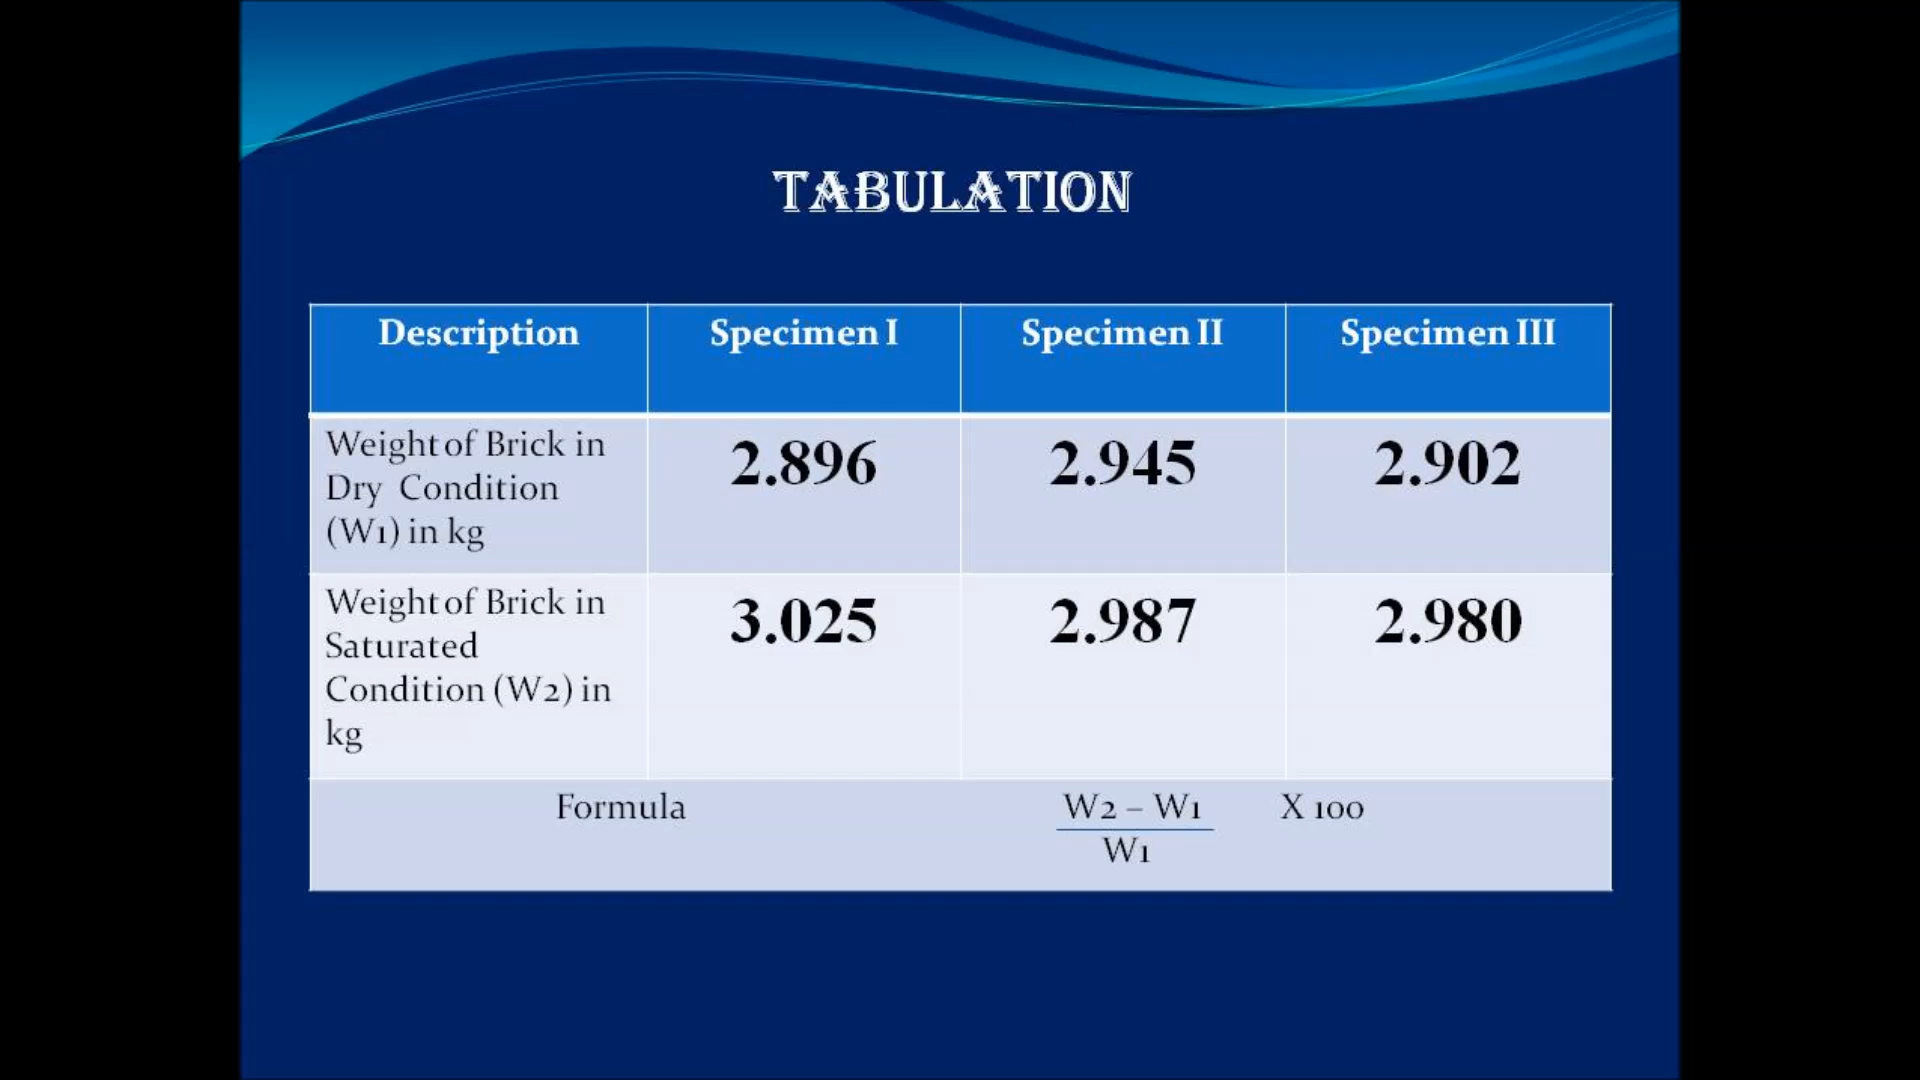 TABULATION
Description Specimen I Specimen II Specimen III
Weight of Brick in
Dry Condition
(W1) in kg
2.896 2.945 2.902
Weight of Brick in
Saturated
Condition (W2) in
kg
3.025 2.987 2.980
Formula W2 – W1 X 100
W1